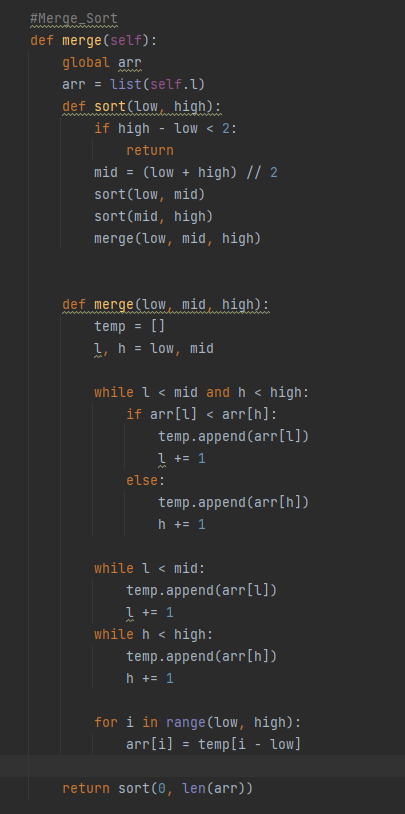 #Merge_Sort
def merge(self):
    global arr
    arr = list(self.l)
    def sort(low, high):
        if high - low < 2:
            return
        mid = (low + high) // 2
        sort(low, mid)
        sort(mid, high)
        merge(low, mid, high)
    def merge(low, mid, high):
        temp = []
        l, h = low, mid
        while l < mid and h < high:
            if arr[l] < arr[h]:
                temp.append(arr[l])
                l += 1
            else:
                temp.append(arr[h])
                h += 1
        while l < mid:
            temp.append(arr[l])
            l += 1
        while h < high:
            temp.append(arr[h])
            h += 1
        for i in range(low, high):
            arr[i] = temp[i - low]
    return sort(0, len(arr))